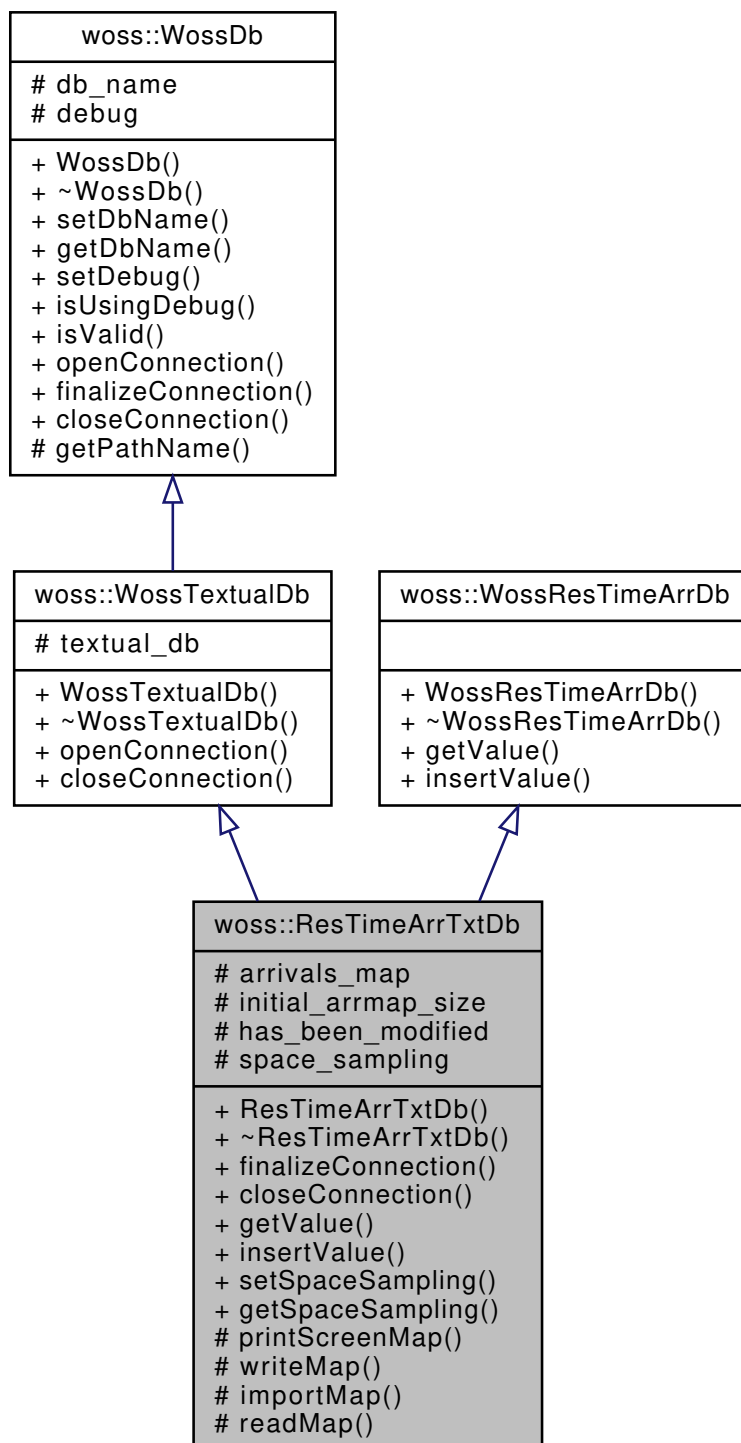 woss::WossDb
# db_name
# debug
+ WossDb()
+ ~WossDb()
+ setDbName()
+ getDbName()
+ setDebug()
+ isUsingDebug()
+ isValid()
+ openConnection()
+ finalizeConnection()
+ closeConnection()
# getPathName()
woss::WossTextualDb
# textual_db
+ WossTextualDb()
+ ~WossTextualDb()
+ openConnection()
+ closeConnection()
woss::WossResTimeArrDb
+ WossResTimeArrDb()
+ ~WossResTimeArrDb()
+ getValue()
+ insertValue()
woss::ResTimeArrTxtDb
# arrivals_map
# initial_arrmap_size
# has_been_modified
# space_sampling
+ ResTimeArrTxtDb()
+ ~ResTimeArrTxtDb()
+ finalizeConnection()
+ closeConnection()
+ getValue()
+ insertValue()
+ setSpaceSampling()
+ getSpaceSampling()
# printScreenMap()
# writeMap()
# importMap()
# readMap()